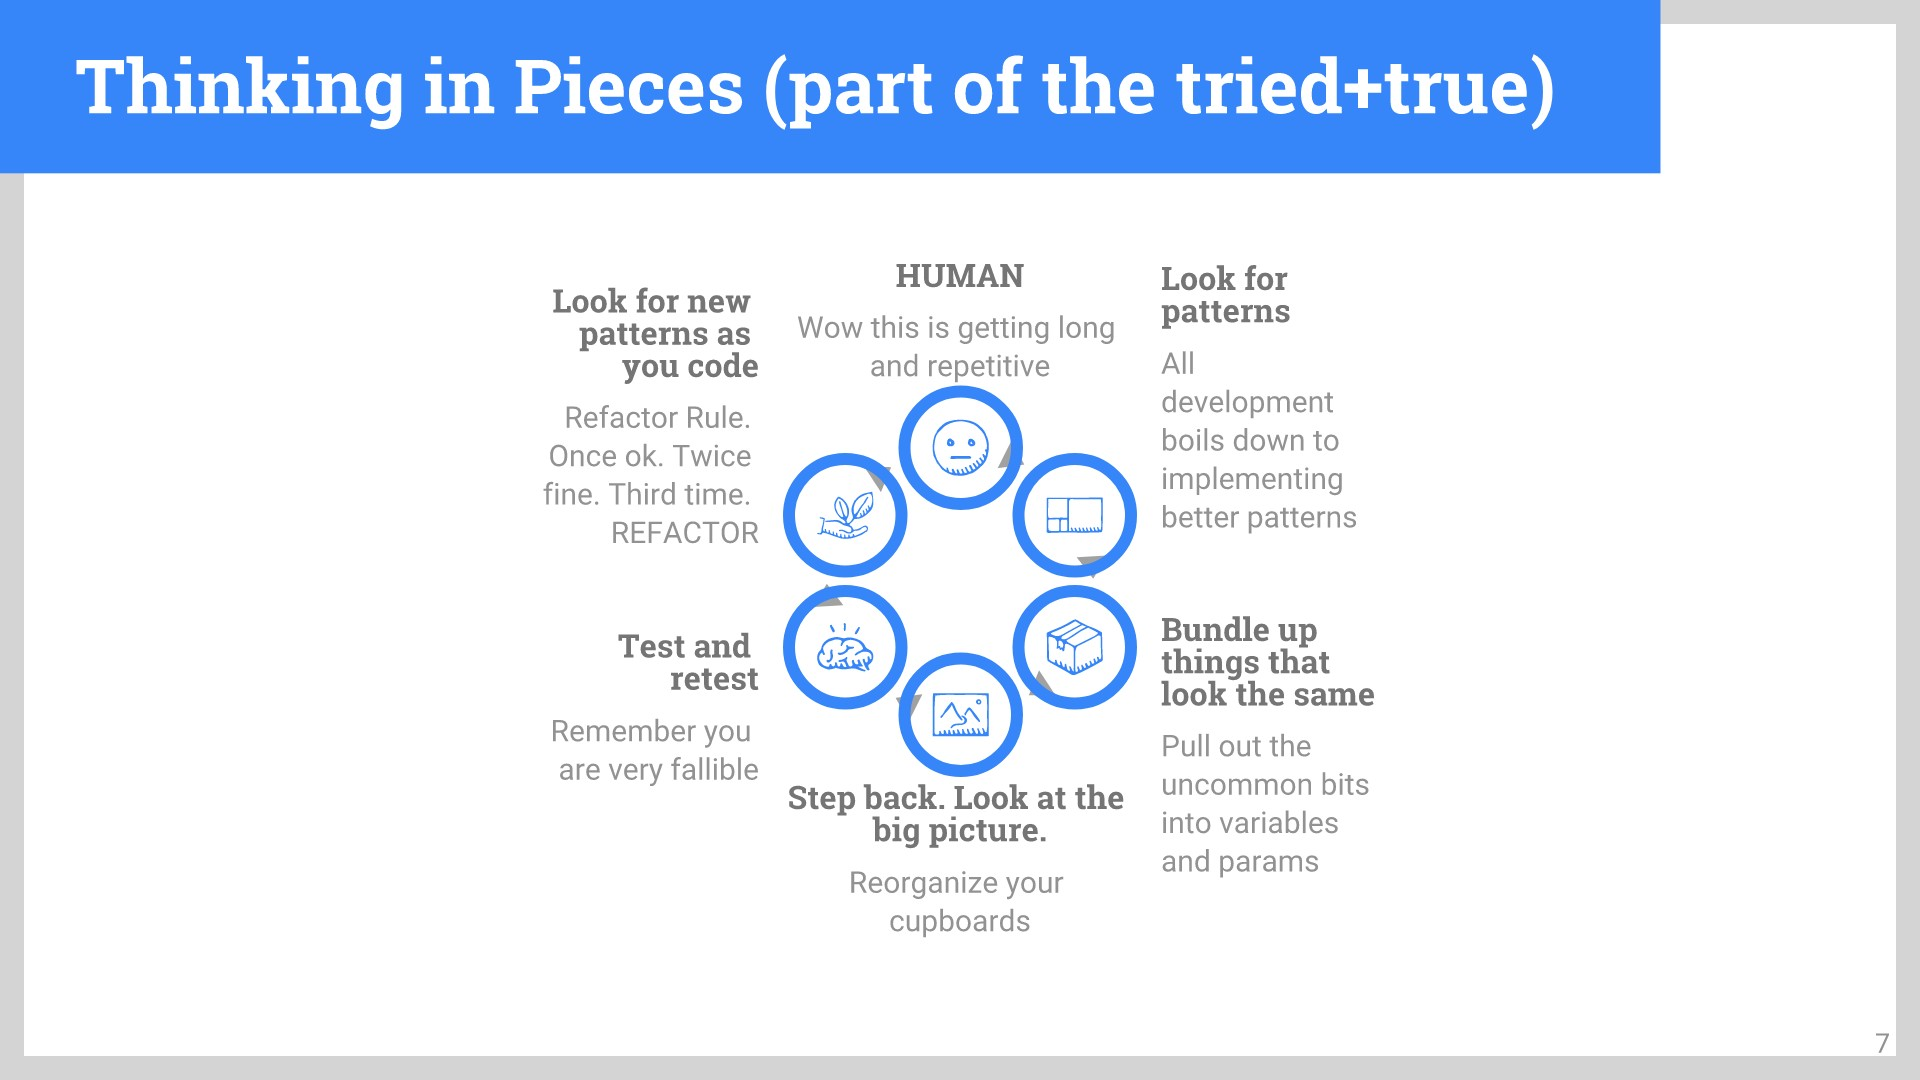 Thinking in Pieces (part of the tried+true)
HUMAN
Wow this is getting long
and repetitive
Look for
patterns
All
development
boils down to
implementing
better patterns
Bundle up
things that
look the same
Pull out the
uncommon bits
into variables
and params
Step back. Look at the
big picture.
Reorganize your
cupboards
Test and
retest
Remember you
are very fallible
Look for new
patterns as
you code
Refactor Rule.
Once ok. Twice
fine. Third time.
REFACTOR
7